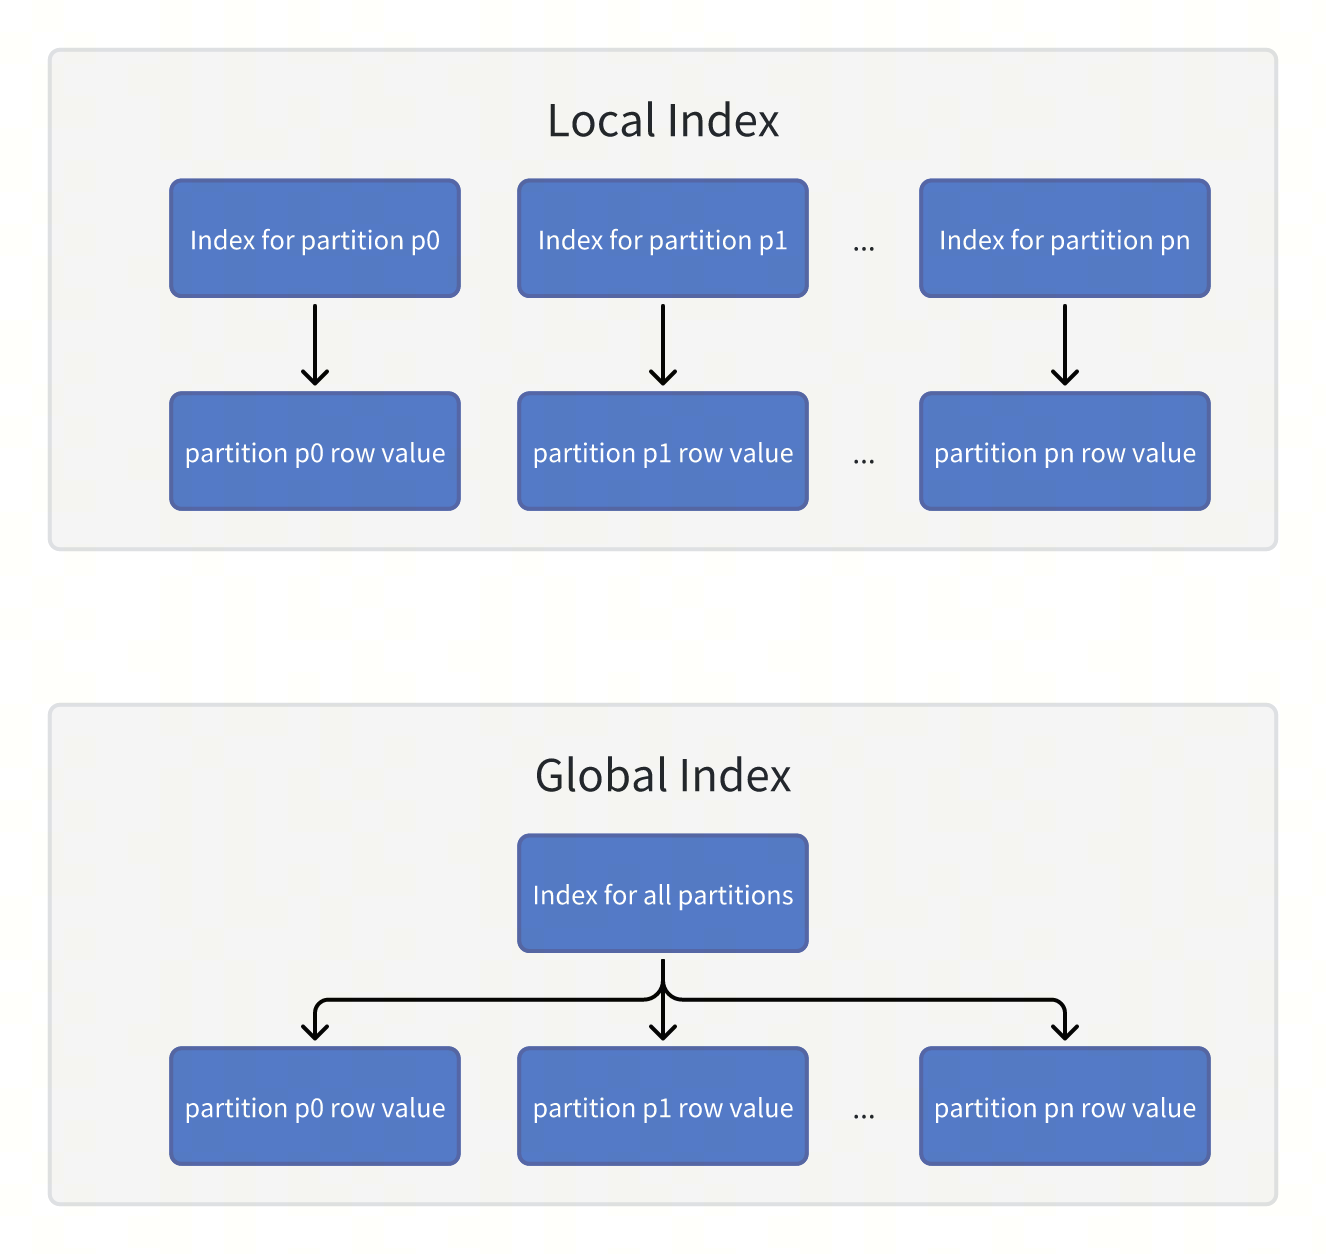 Local Index
Index for partition p0
Index for partition p1
...
Index for partition pn
partition p0 row value
partition p1 row value
...
partition pn row value
Global Index
Index for all partitions
partition p0 row value
partition p1 row value
...
partition pn row value